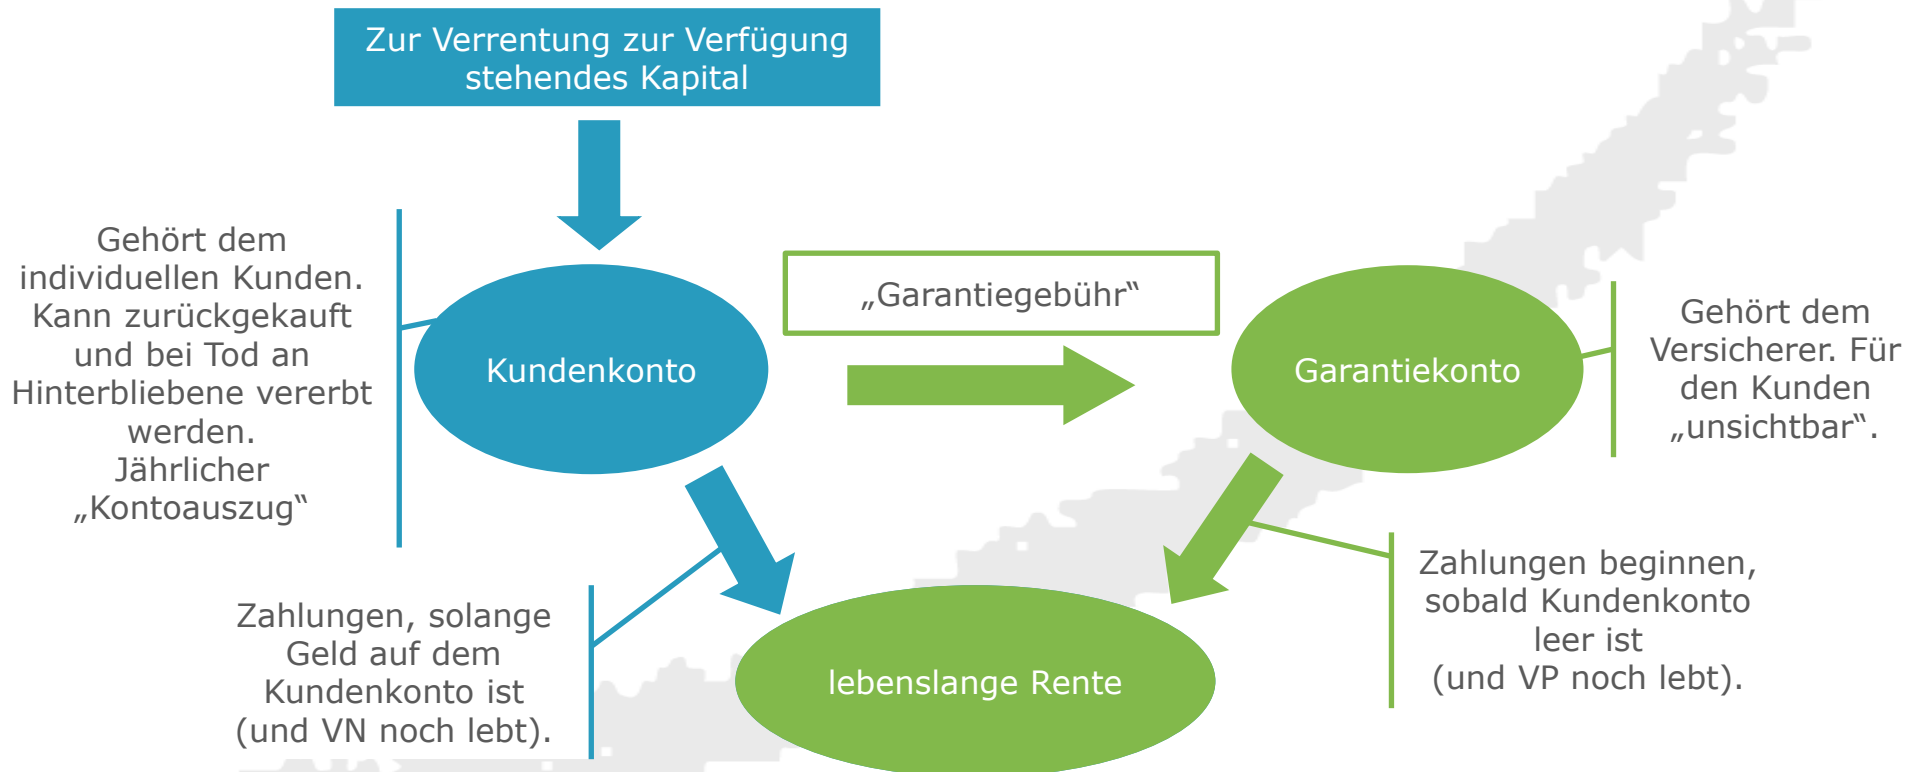 Zur Verrentung zur Verfügung
stehendes Kapital
Gehört dem
individuellen Kunden.
Kann zurückgekauft
und bei Tod an
Hinterbliebene vererbt
werden.
Jährlicher
„Kontoauszug“
Kundenkonto
„Garantiegebühr“
Garantiekonto
Gehört dem
Versicherer. Für
den Kunden
„unsichtbar“.
Zahlungen, solange
Geld auf dem
Kundenkonto ist
(und VN noch lebt).
lebenslange Rente
Zahlungen beginnen,
sobald Kundenkonto
leer ist
(und VP noch lebt).